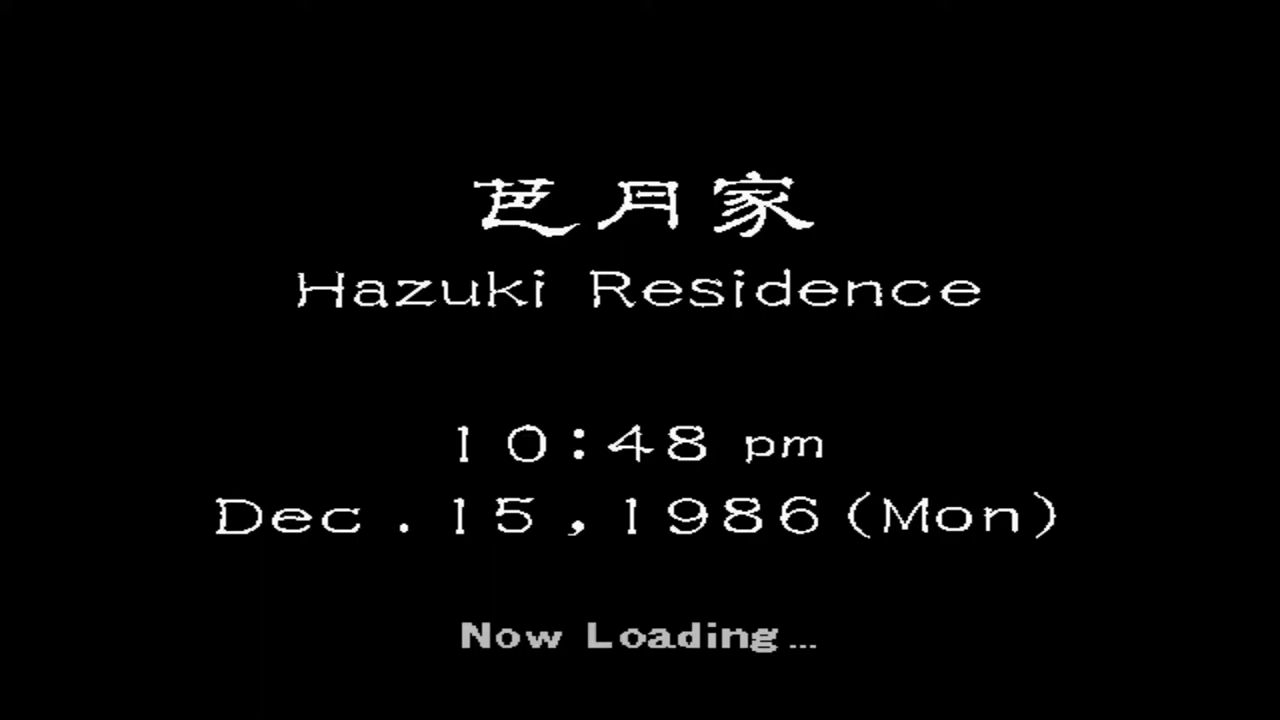 芭月家
Hazuki Residence
10:48 pm
Dec.15,1986(Mon)
Now Loading...